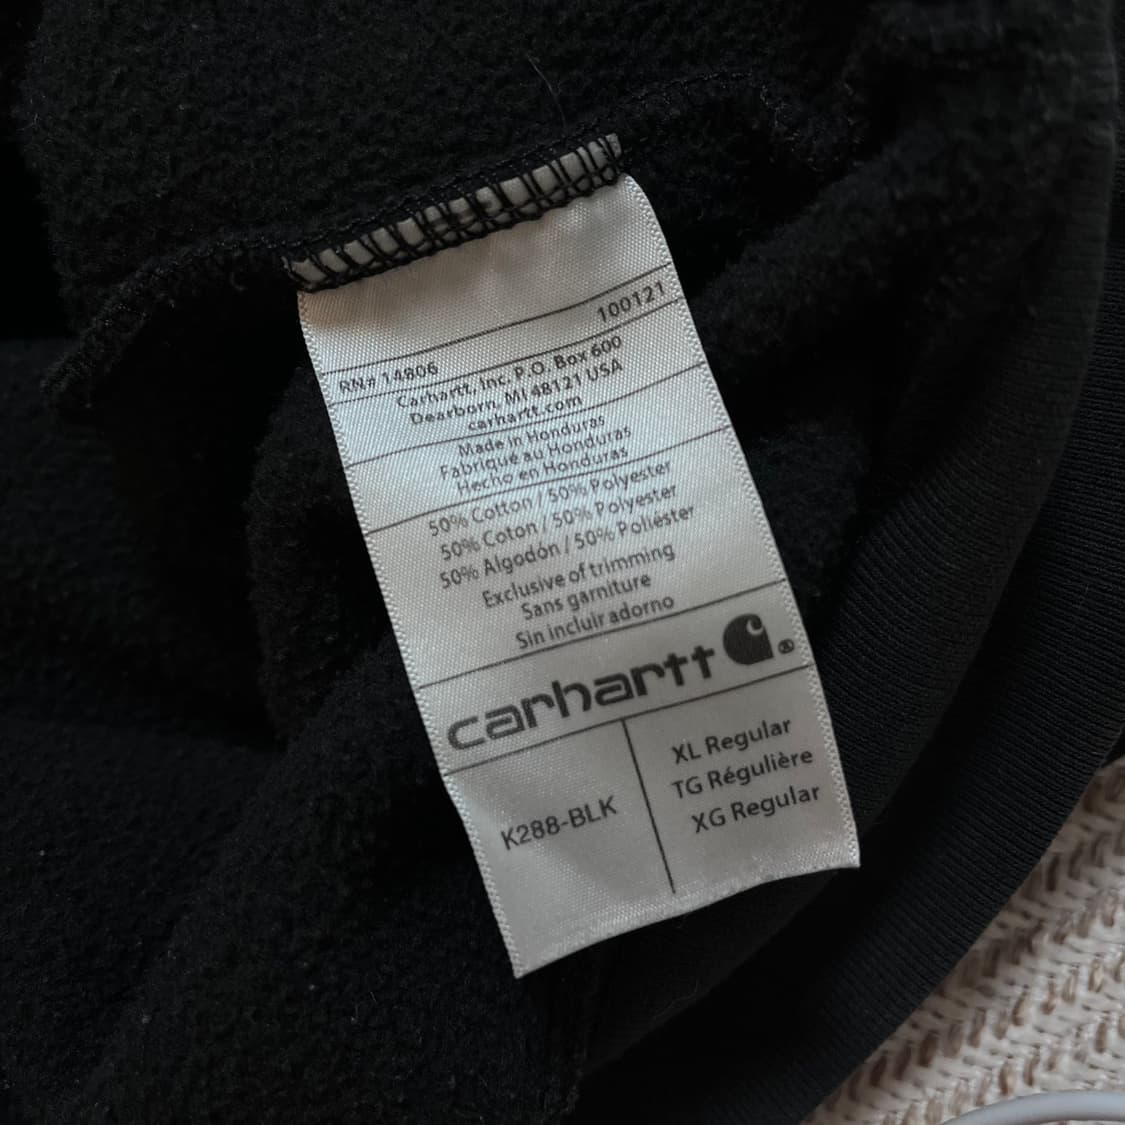 100121
RN# 14806
Carhartt, Inc. P.O. Box 600
Dearborn, MI 48121 USA
carhartt.com
Made in Honduras
Fabriqué au Honduras
Hecho en Honduras
50% Cotton / 50% Polyester
50% Coton / 50% Polyester
50% Algodón / 50% Poliéster
Exclusive of trimming
Sans garniture
Sin incluir adorno
carhartt ®
K288-BLK
XL Regular
TG Régulière
XG Regular